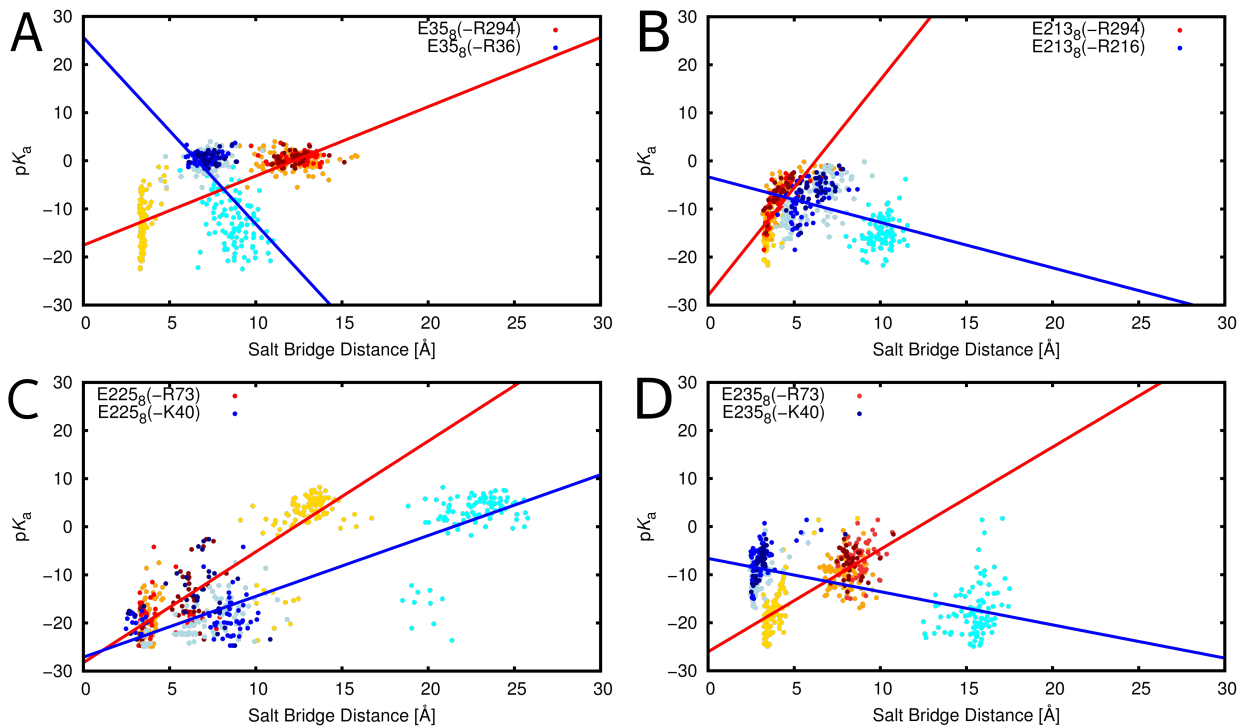 A
E35₈(-R294)
E35₈(-R36)
30
20
10
0
−10
−20
−30
pKₐ
0 5 10 15 20 25 30
Salt Bridge Distance [Å]
B
E213₈(-R294)
E213₈(-R216)
30
20
10
0
−10
−20
−30
pKₐ
0 5 10 15 20 25 30
Salt Bridge Distance [Å]
C
E225₈(-R73)
E225₈(-K40)
30
20
10
0
−10
−20
−30
pKₐ
0 5 10 15 20 25 30
Salt Bridge Distance [Å]
D
E235₈(-R73)
E235₈(-K40)
30
20
10
0
−10
−20
−30
pKₐ
0 5 10 15 20 25 30
Salt Bridge Distance [Å]